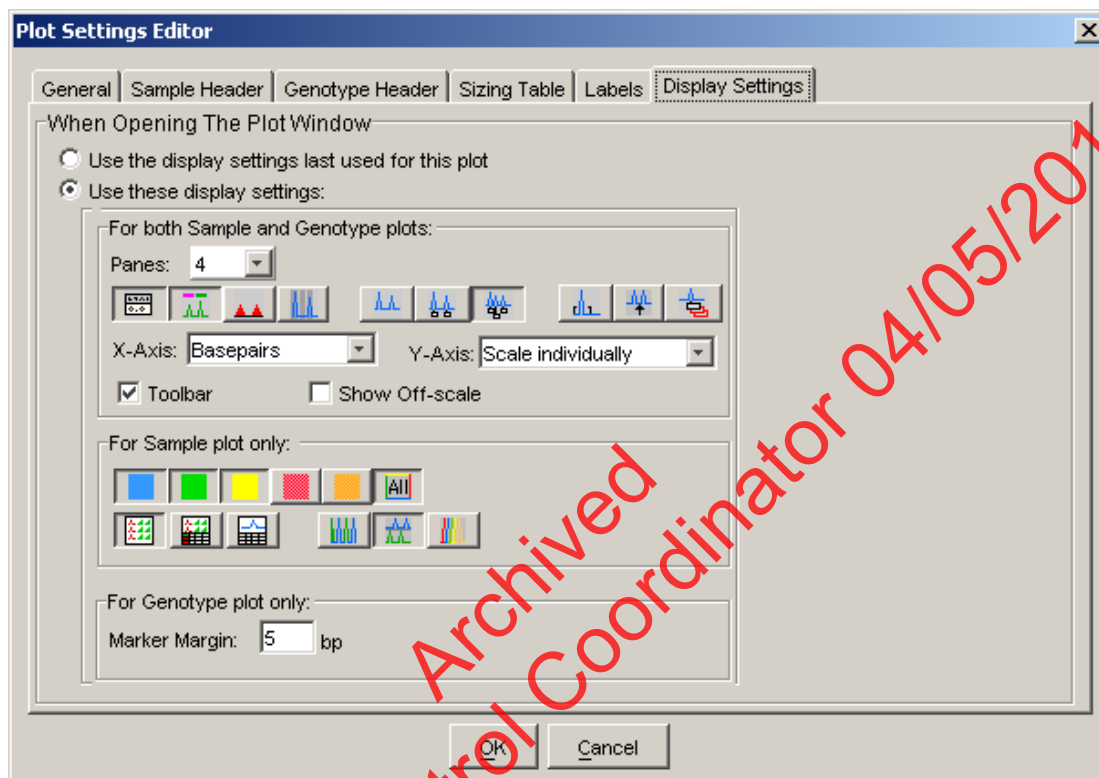 Plot Settings Editor
General Sample Header Genotype Header Sizing Table Labels Display Settings
When Opening The Plot Window
Use the display settings last used for this plot
Use these display settings:
For both Sample and Genotype plots:
Panes: 4
X-Axis: Basepairs Y-Axis: Scale individually
Toolbar Show Off-scale
For Sample plot only:
All
For Genotype plot only:
Marker Margin: 5 bp
OK Cancel
Archived
Coordinator 04/05/201